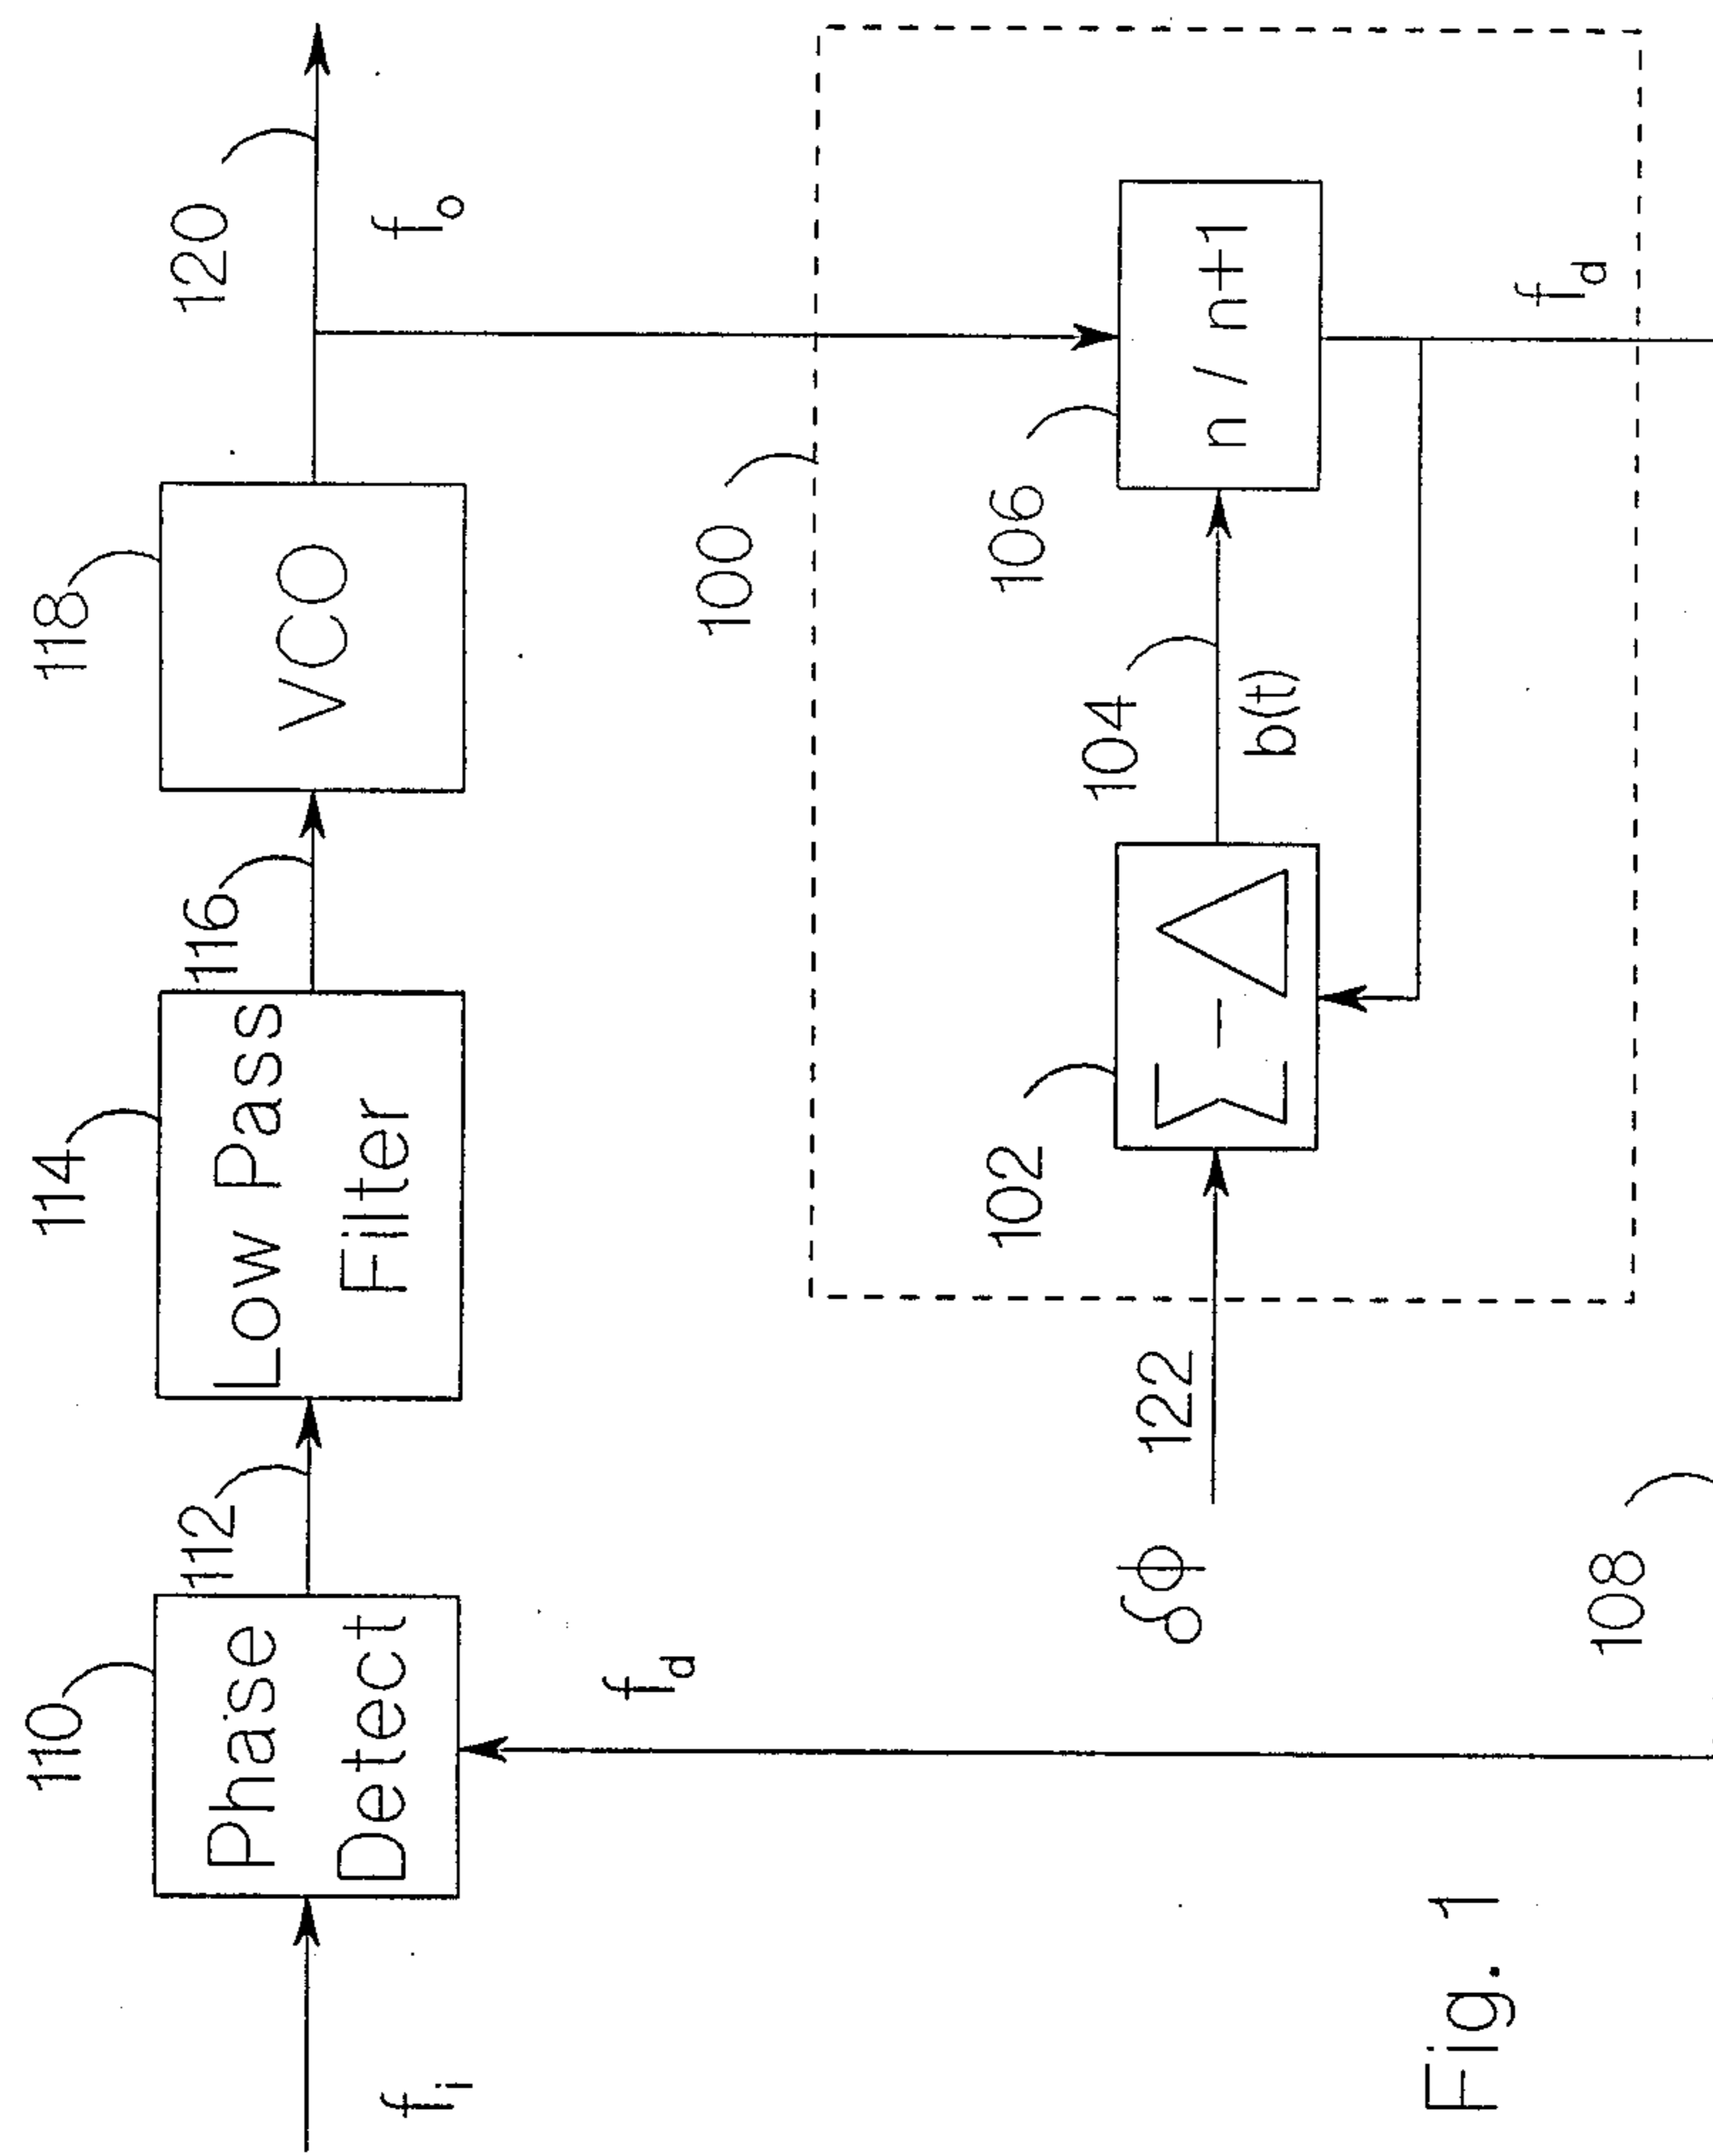 110
Phase
Detect
112
114
Low Pass
Filter
116
118
VCO
120
f_i
f_d
f_o
100
δϕ
122
102
Σ - Δ
104
b(t)
106
n / n+1
f_d
108
Fig. 1